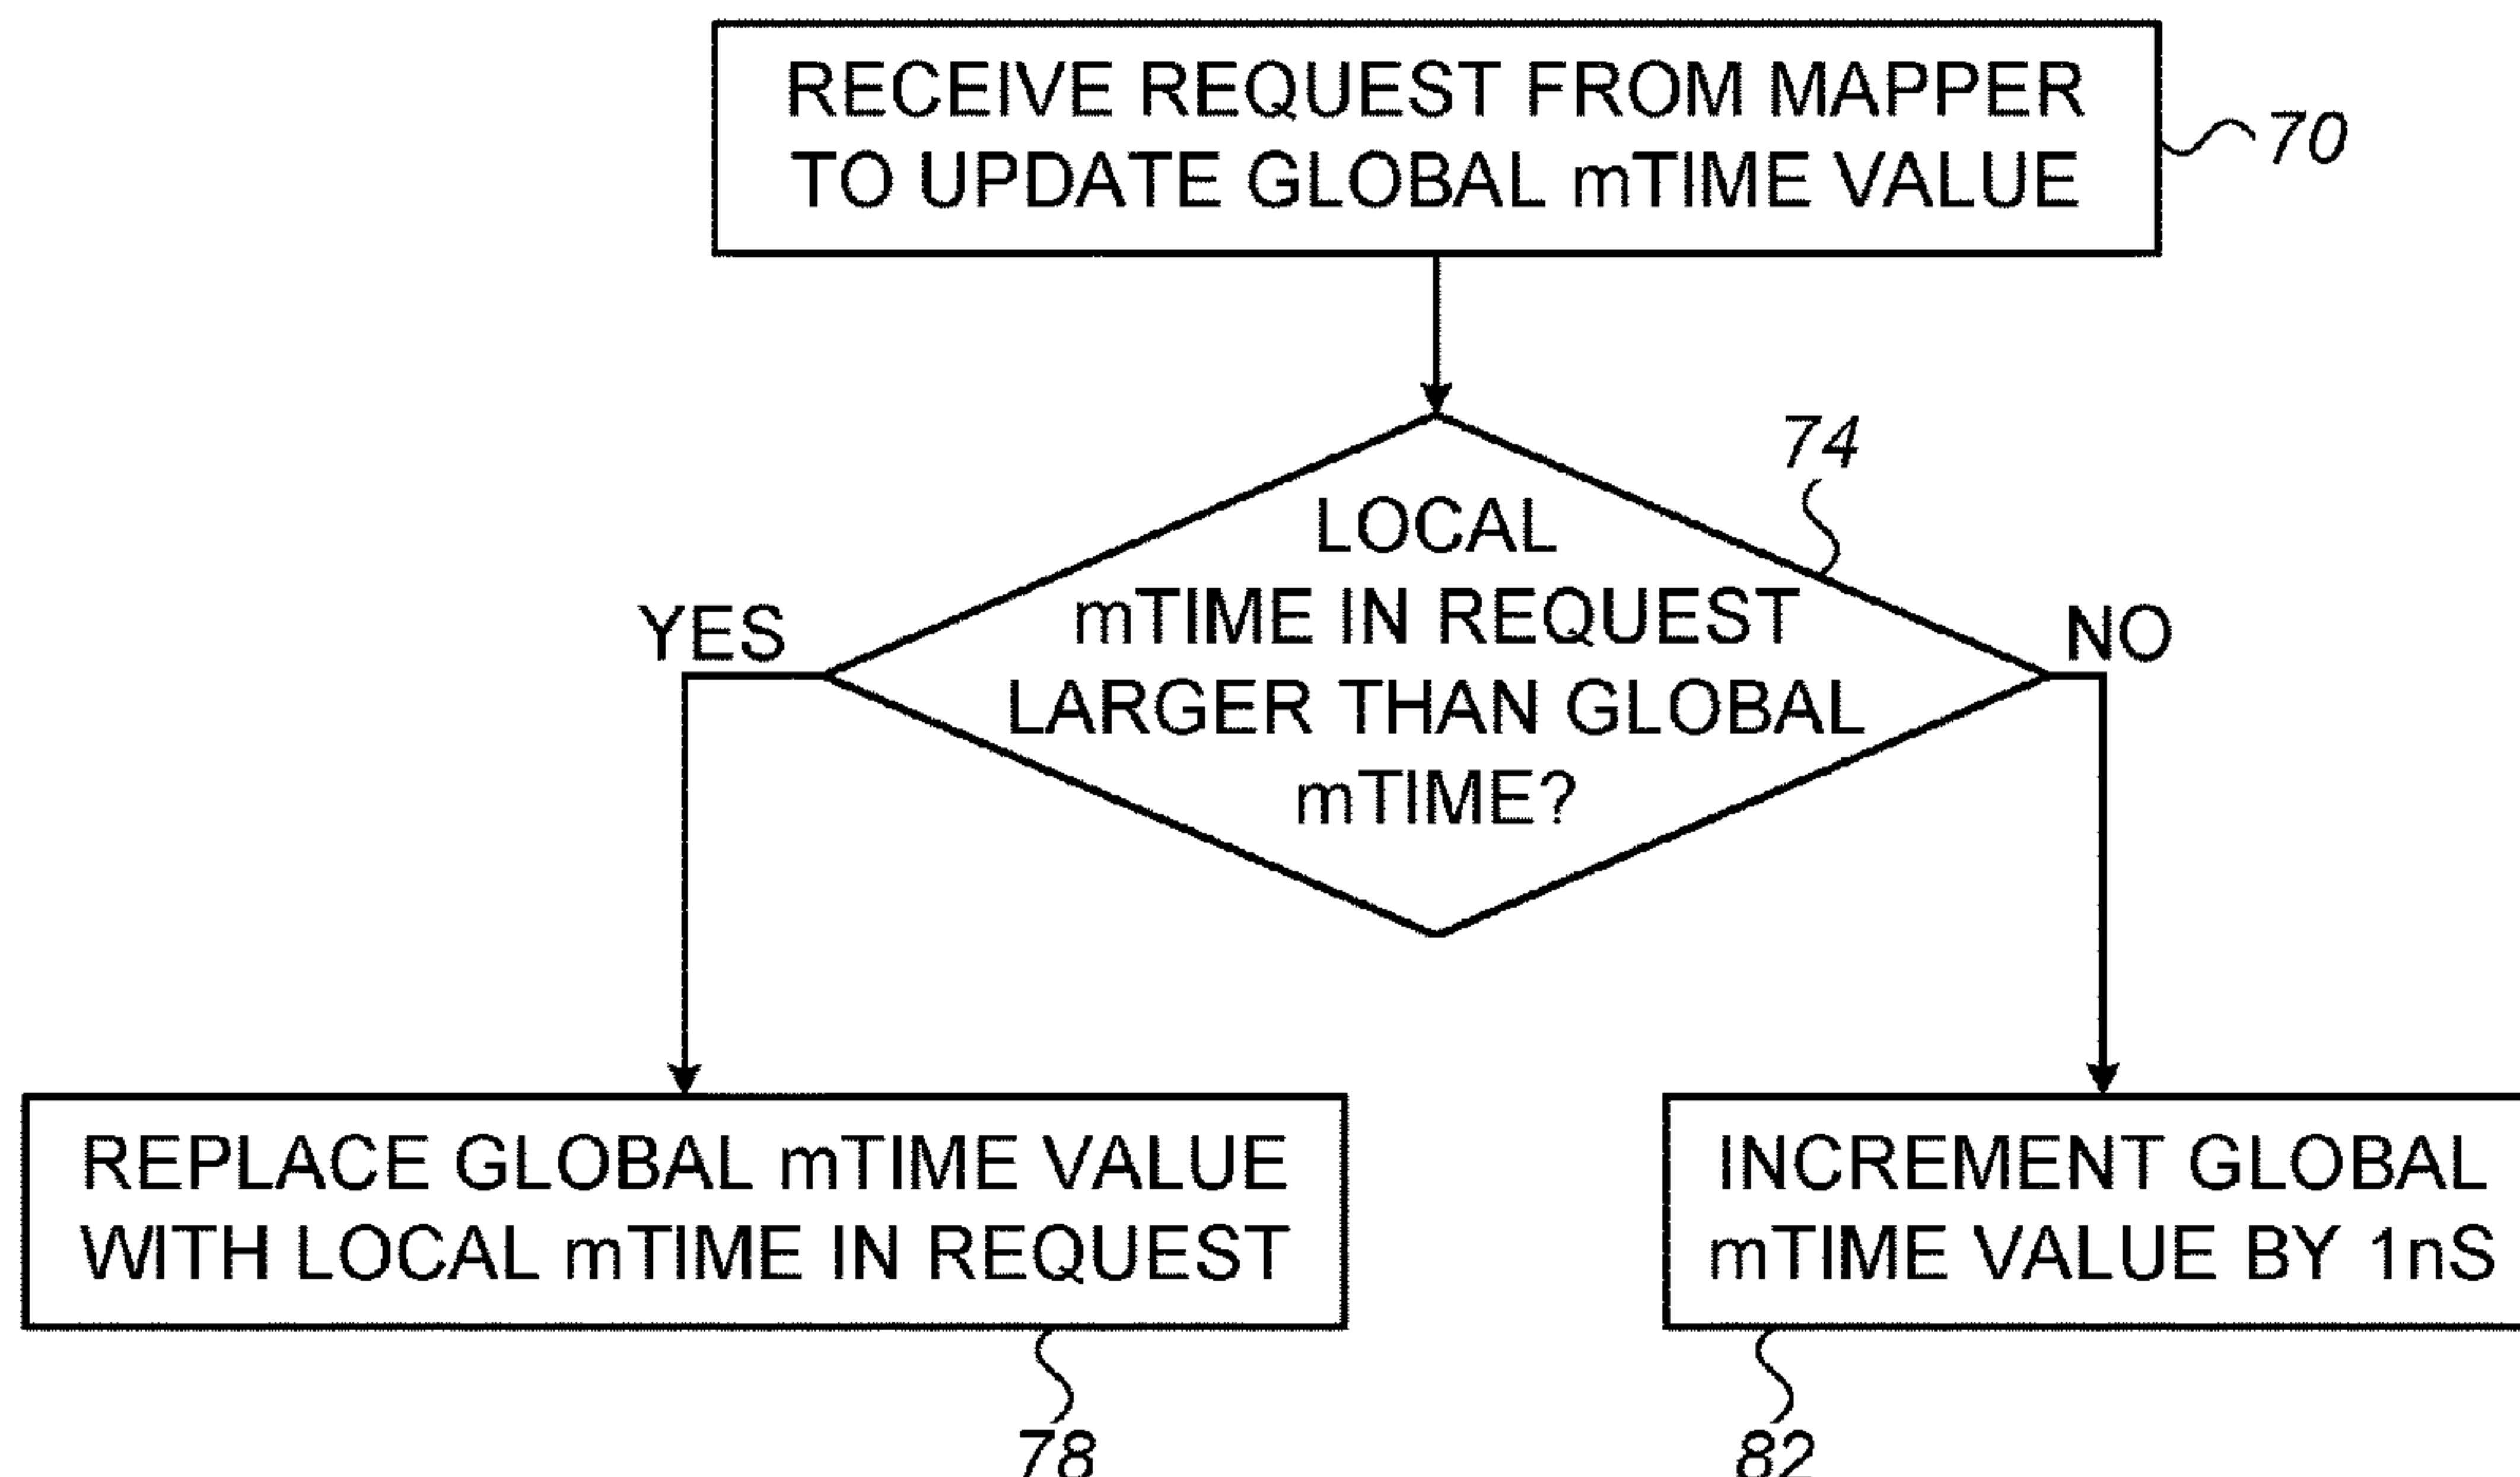 RECEIVE REQUEST FROM MAPPER
TO UPDATE GLOBAL mTIME VALUE
70
74
LOCAL
mTIME IN REQUEST
LARGER THAN GLOBAL
mTIME?
YES
NO
REPLACE GLOBAL mTIME VALUE
WITH LOCAL mTIME IN REQUEST
INCREMENT GLOBAL
mTIME VALUE BY 1nS
78
82